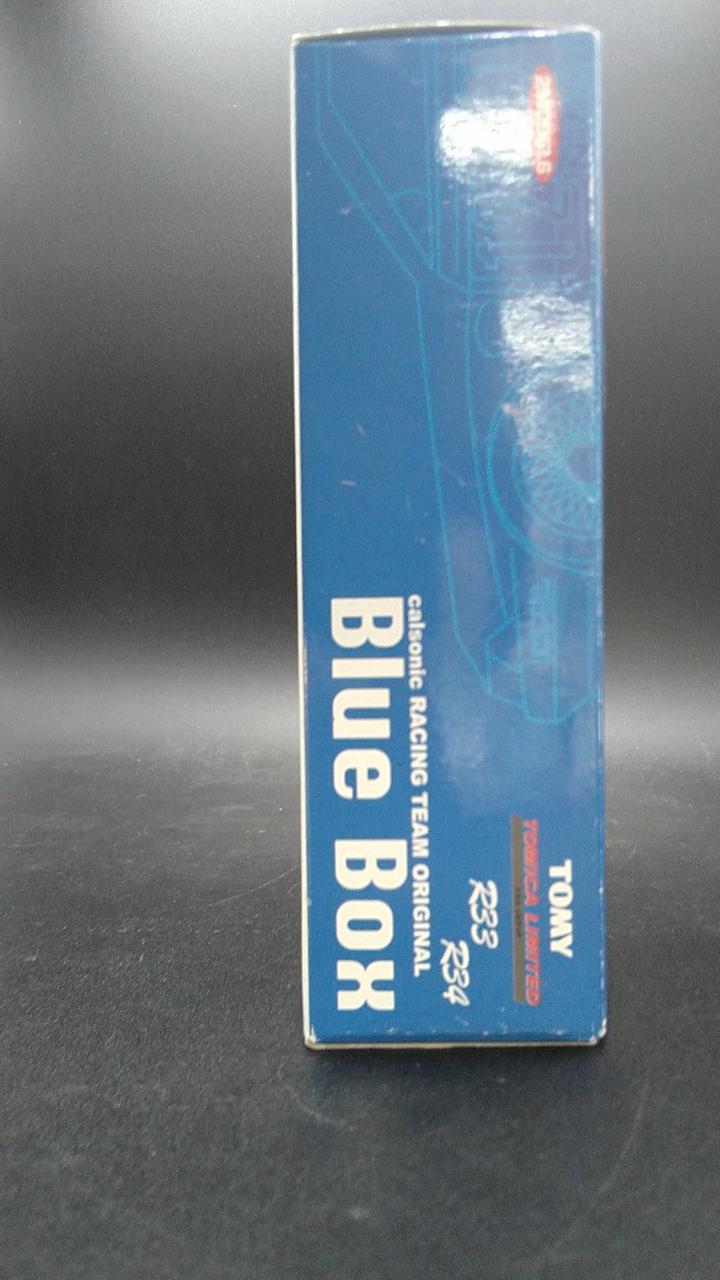 TOMY
TOMICA LIMITED
R33
R34
calsonic RACING TEAM ORIGINAL
Blue Box